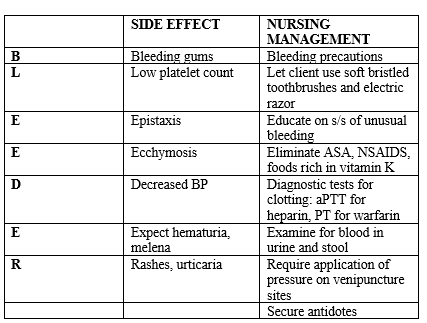 SIDE EFFECT NURSING
MANAGEMENT
B Bleeding gums Bleeding precautions
L Low platelet count Let client use soft bristled
toothbrushes and electric
razor
E Epistaxis Educate on s/s of unusual
bleeding
E Ecchymosis Eliminate ASA, NSAIDS,
foods rich in vitamin K
D Decreased BP Diagnostic tests for
clotting: aPTT for
heparin, PT for warfarin
E Expect hematuria, Examine for blood in
melena urine and stool
R Rashes, urticaria Require application of
pressure on venipuncture
sites
Secure antidotes